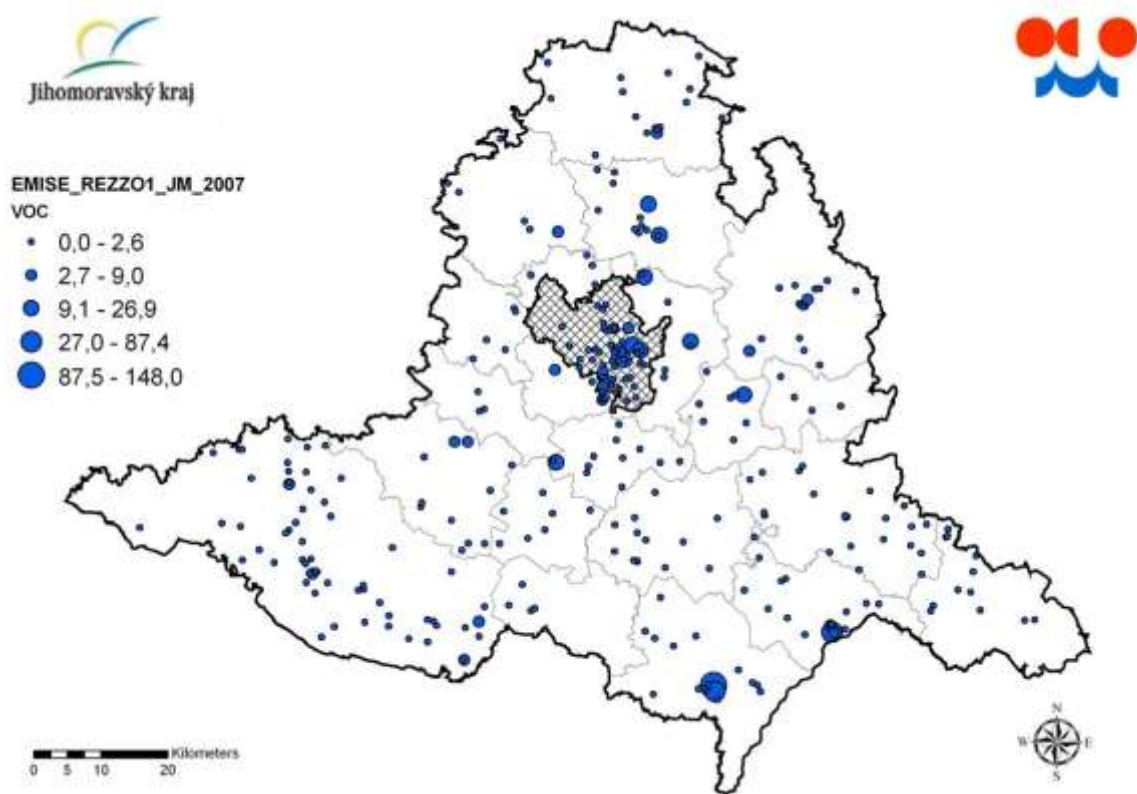 Jihomoravský kraj
EMISE_REZZO1_JM_2007
VOC
0,0 - 2,6
2,7 - 9,0
9,1 - 26,9
27,0 - 87,4
87,5 - 148,0
Kilometers
0 5 10 20
N
W E
S